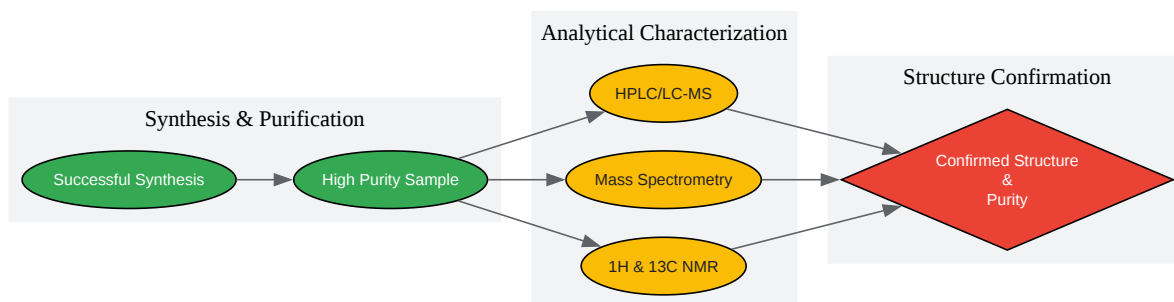 Synthesis & Purification
Successful Synthesis
High Purity Sample
Analytical Characterization
HPLC/LC-MS
Mass Spectrometry
1H & 13C NMR
Structure Confirmation
Confirmed Structure
&
Purity